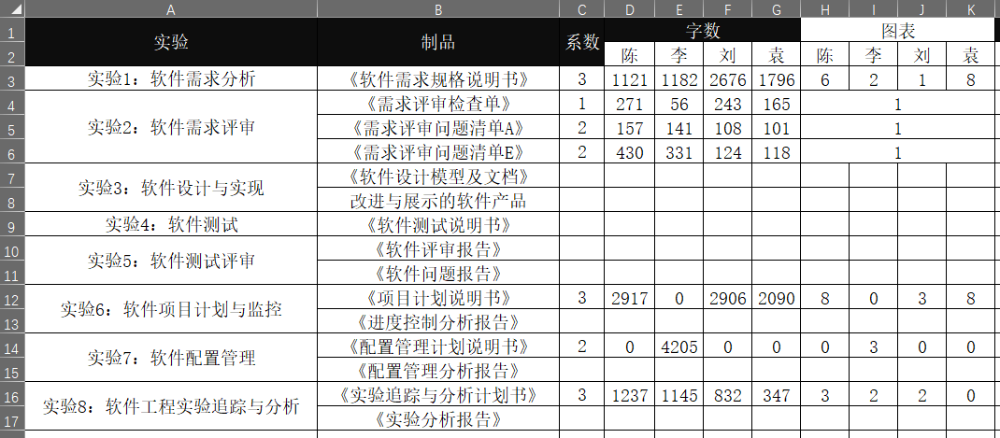 A B C D E F G H I J K
1 实验 制品 系数 字数 图表
2 陈 李 刘 袁 陈 李 刘 袁
3 实验1：软件需求分析 《软件需求规格说明书》 3 1121 1182 2676 1796 6 2 1 8
4 《需求评审检查单》 1 271 56 243 165 1
5 实验2：软件需求评审 《需求评审问题清单A》 2 157 141 108 101 1
6 《需求评审问题清单E》 2 430 331 124 118 1
7 实验3：软件设计与实现 《软件设计模型及文档》
8 改进与展示的软件产品
9 实验4：软件测试 《软件测试说明书》
10 实验5：软件测试评审 《软件评审报告》
11 《软件问题报告》
12 实验6：软件项目计划与监控 《项目计划说明书》 3 2917 0 2906 2090 8 0 3 8
13 《进度控制分析报告》
14 实验7：软件配置管理 《配置管理计划说明书》 2 0 4205 0 0 0 3 0 0
15 《配置管理分析报告》
16 实验8：软件工程实验追踪与分析 《实验追踪与分析计划书》 3 1237 1145 832 347 3 2 2 0
17 《实验分析报告》